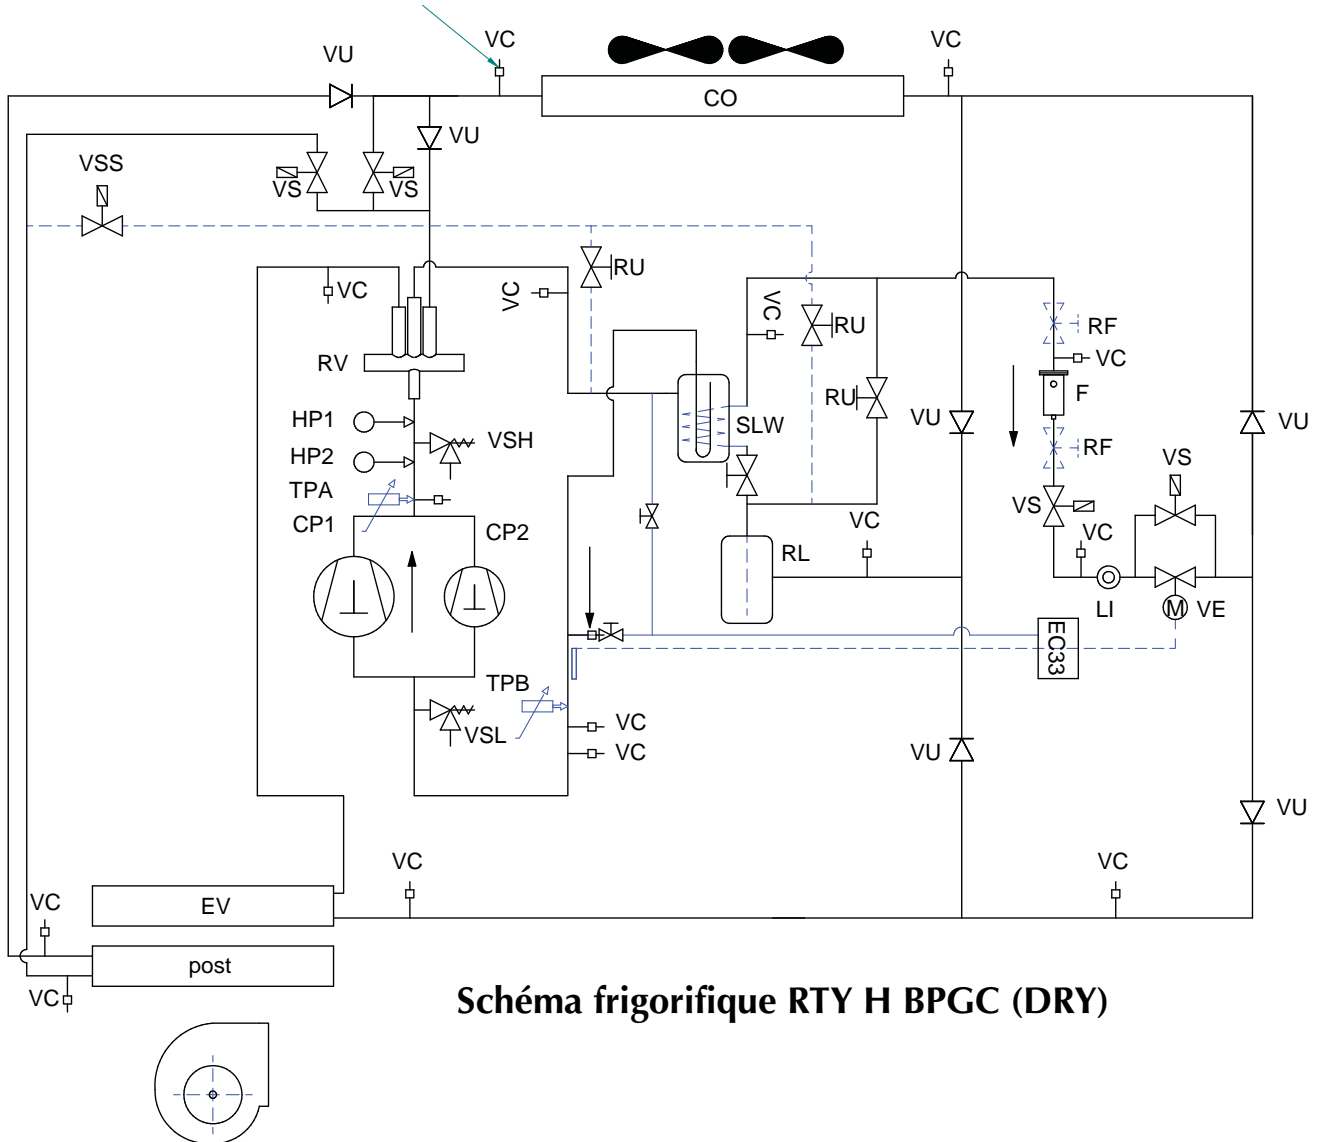 VC
VC
VU
CO
VU
VSS
VS
VS
RU
VC
VC
VC
RU
RF
VC
RV
F
RU
HP1
SLW
VU
VU
VSH
HP2
RF
VS
TPA
VS
CP1
VC
VC
CP2
RL
LI
M
VE
EC33
TPB
VSL
VC
VC
VU
VU
VC
VC
EV
VC
post
VC
Schéma frigorifique RTY H BPGC (DRY)